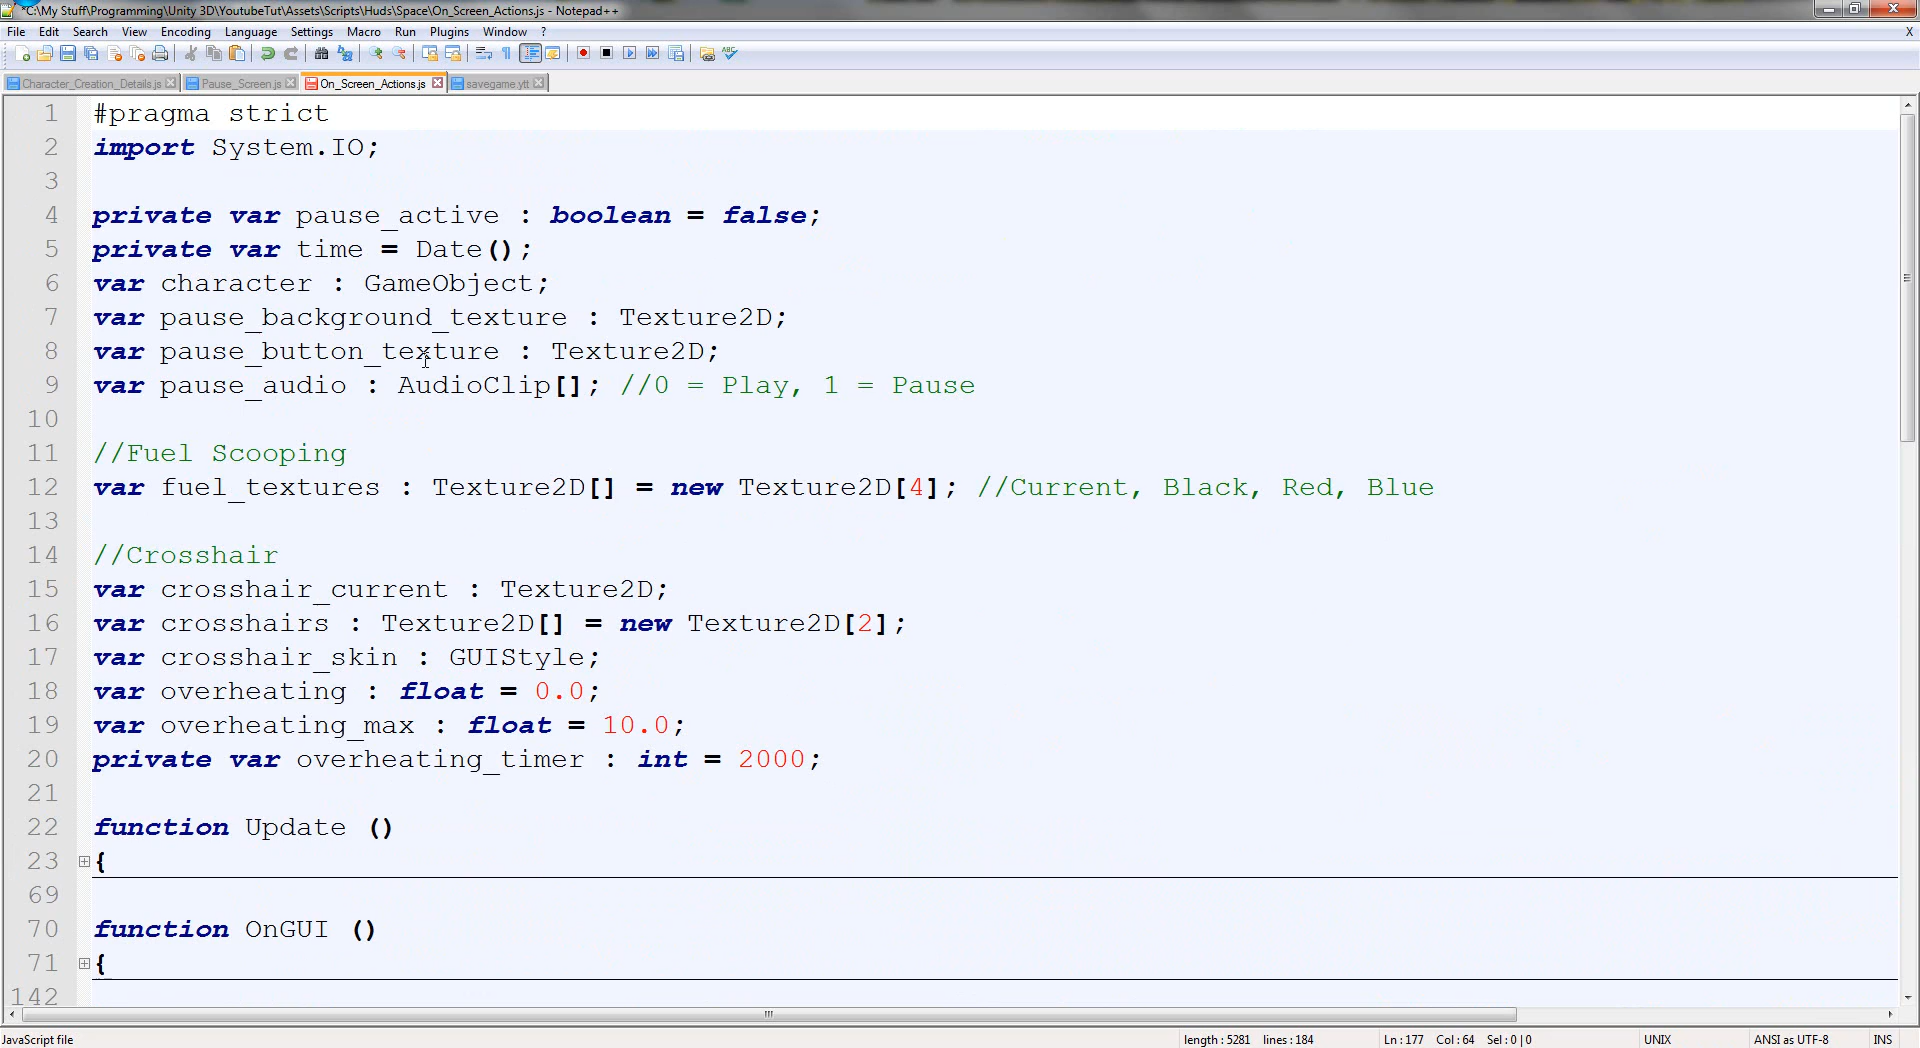 *C:\My Stuff\Programming\Unity 3D\YoutubeTut\Assets\Scripts\Huds\Space\On_Screen_Actions.js - Notepad++
File Edit Search View Encoding Language Settings Macro Run Plugins Window ? X
Character_Creation_Details.js Pause_Screen.js On_Screen_Actions.js savegame.ytt
1 #pragma strict
2 import System.IO;
3
4 private var pause_active : boolean = false;
5 private var time = Date();
6 var character : GameObject;
7 var pause_background_texture : Texture2D;
8 var pause_button_texture : Texture2D;
9 var pause_audio : AudioClip[]; //0 = Play, 1 = Pause
10
11 //Fuel Scooping
12 var fuel_textures : Texture2D[] = new Texture2D[4]; //Current, Black, Red, Blue
13
14 //Crosshair
15 var crosshair_current : Texture2D;
16 var crosshairs : Texture2D[] = new Texture2D[2];
17 var crosshair_skin : GUIStyle;
18 var overheating : float = 0.0;
19 var overheating_max : float = 10.0;
20 private var overheating_timer : int = 2000;
21
22 function Update ()
23 {
69
70 function OnGUI ()
71 {
142
JavaScript file length : 5281 lines : 184 Ln : 177 Col : 64 Sel : 0 | 0 UNIX ANSI as UTF-8 INS